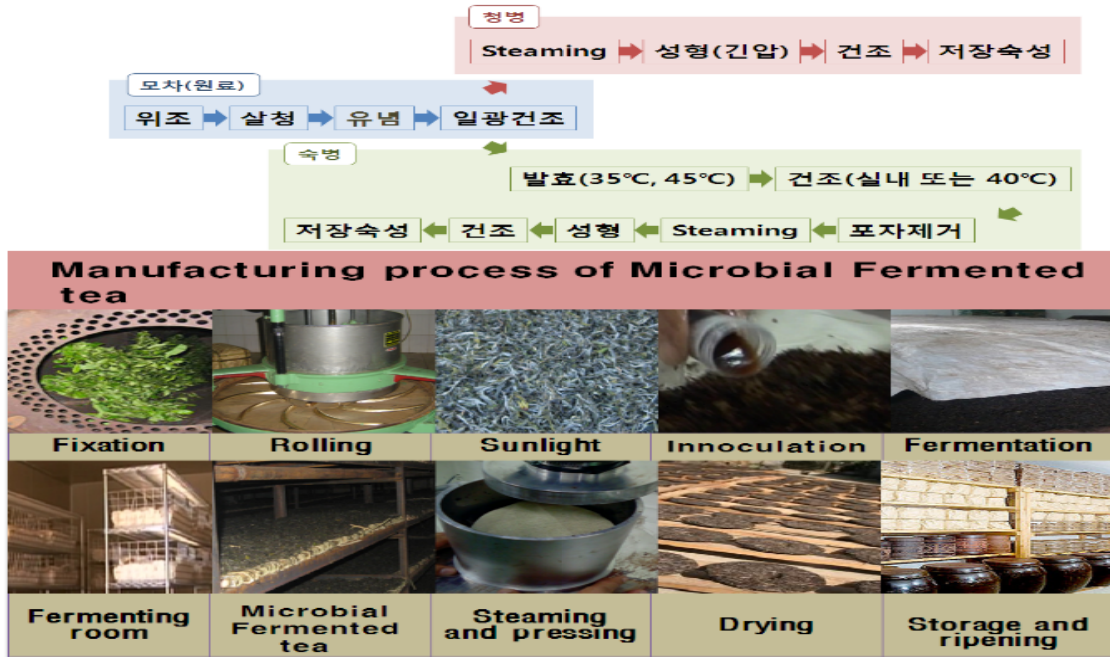 청병
Steaming 성형(긴압) 건조 저장숙성
모차(원료)
위조 살청 유념 일광건조
숙병
발효(35℃, 45℃) 건조(실내 또는 40℃)
저장숙성 건조 성형 Steaming 포자제거
Manufacturing process of Microbial Fermented
tea
Fixation Rolling Sunlight Innoculation Fermentation
Fermenting
room
Microbial
Fermented
tea
Steaming
and pressing
Drying
Storage and
ripening